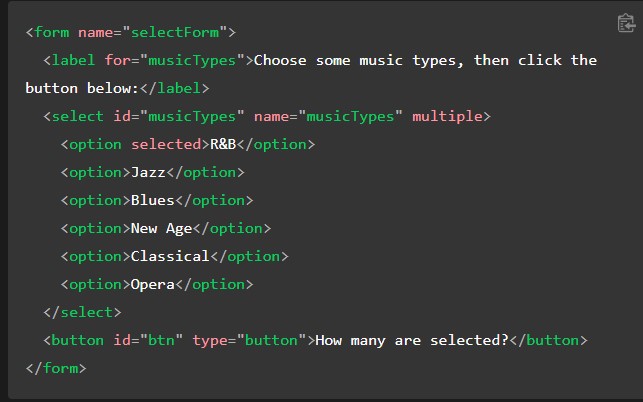 <form name="selectForm">
  <label for="musicTypes">Choose some music types, then click the
button below:</label>
  <select id="musicTypes" name="musicTypes" multiple>
    <option selected>R&B</option>
    <option>Jazz</option>
    <option>Blues</option>
    <option>New Age</option>
    <option>Classical</option>
    <option>Opera</option>
  </select>
  <button id="btn" type="button">How many are selected?</button>
</form>